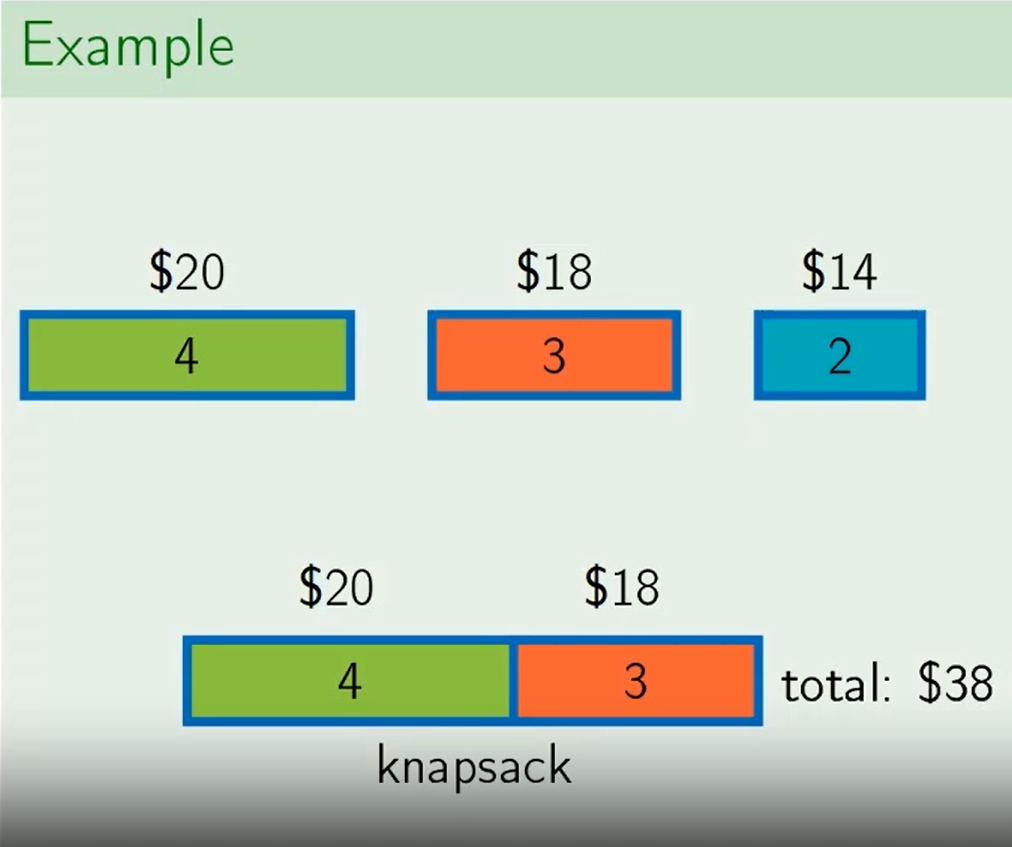 Example
$20 $18 $14
4 3 2
$20 $18
4 3 total: $38
knapsack